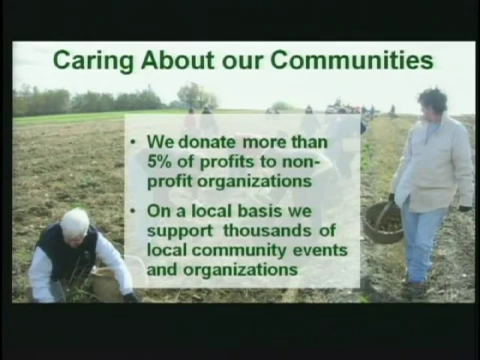 Caring About our Communities
• We donate more than
5% of profits to non-
profit organizations
• On a local basis we
support thousands of
local community events
and organizations